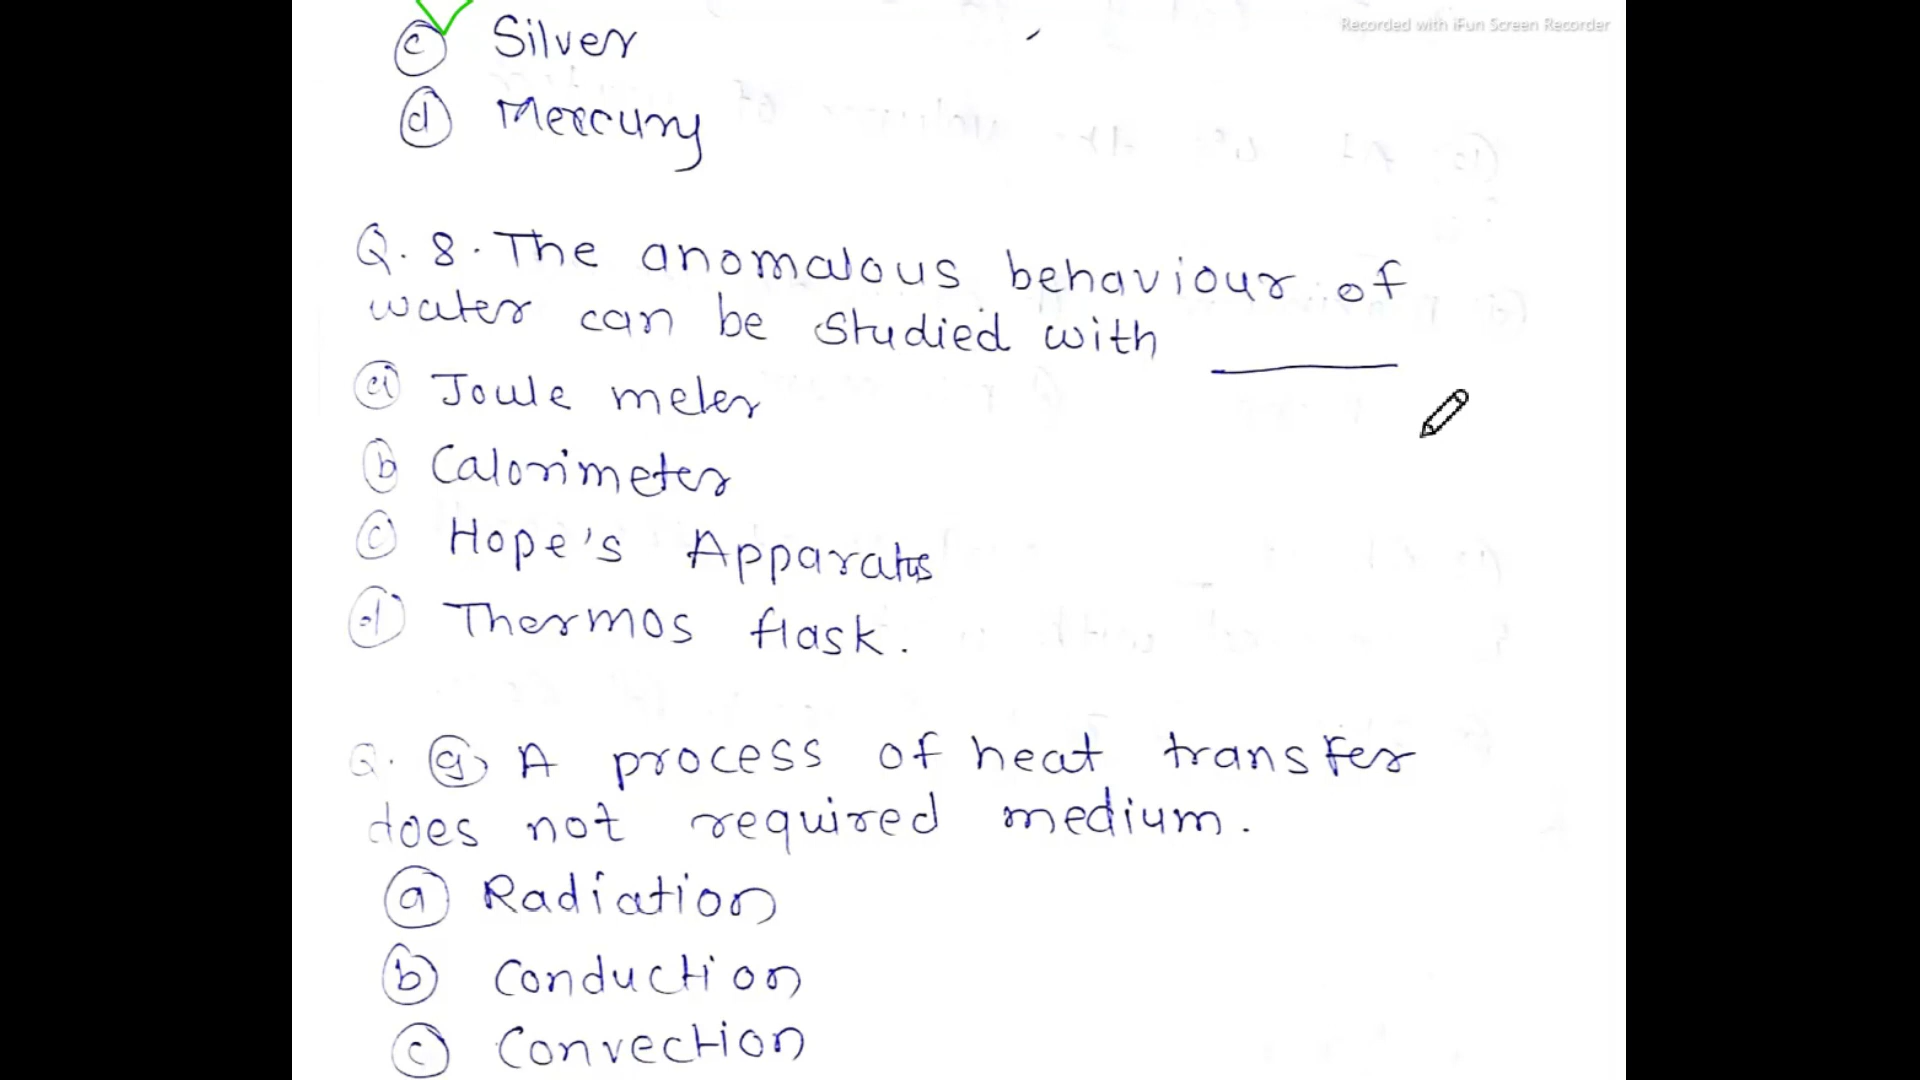 Recorded with iFun Screen Recorder
c Silver
d Mercury
Q. 8. The anomalous behaviour of
water can be studied with ______
a Joule meter
b Calorimeter
c Hope's Apparatus
d Thermos flask.
Q. 9 A process of heat transfer
does not required medium.
a Radiation
b Conduction
c Convection